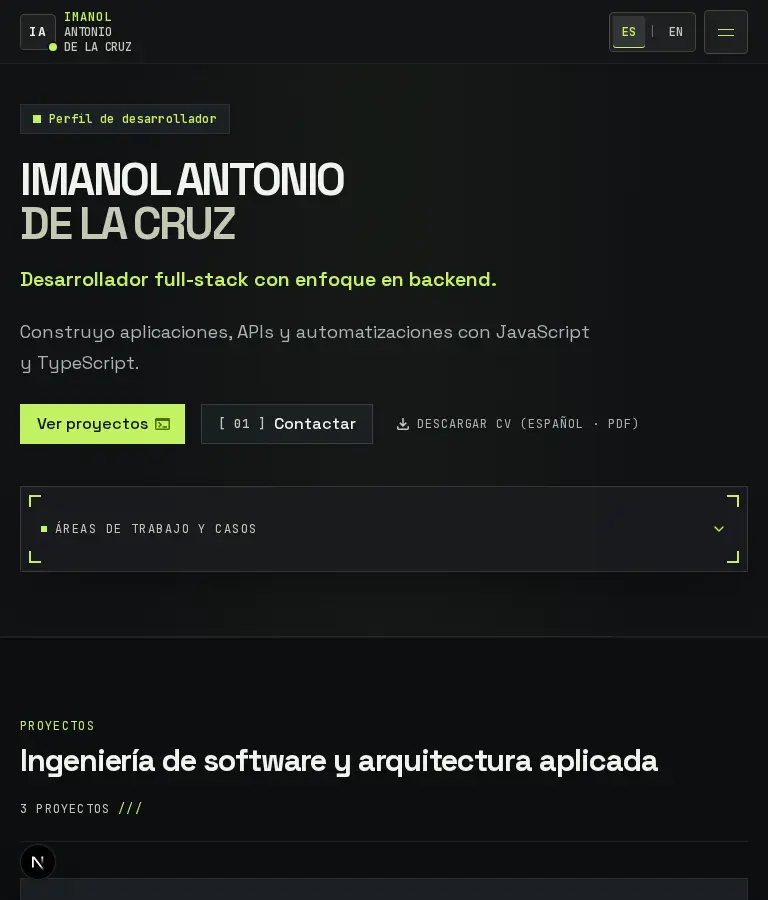 IA
IMANOL
ANTONIO
DE LA CRUZ
ES | EN
Perfil de desarrollador
IMANOL ANTONIO
DE LA CRUZ
Desarrollador full-stack con enfoque en backend.
Construyo aplicaciones, APIs y automatizaciones con JavaScript
y TypeScript.
Ver proyectos
[ 01 ] Contactar
DESCARGAR CV (ESPAÑOL · PDF)
ÁREAS DE TRABAJO Y CASOS
PROYECTOS
Ingeniería de software y arquitectura aplicada
3 PROYECTOS ///
N